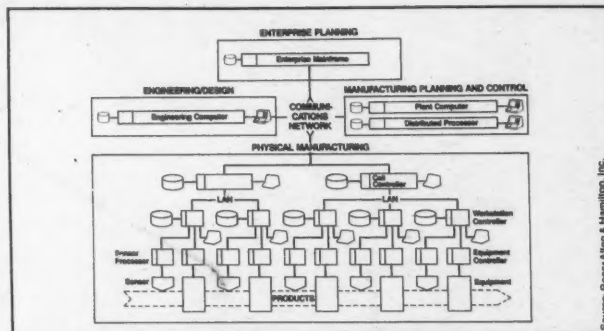 ENTERPRISE PLANNING
Enterprise Mainframe
ENGINEERING/DESIGN
Engineering Computer
COMMUNI-
CATIONS
NETWORK
MANUFACTURING PLANNING AND CONTROL
Plant Computer
Distributed Processor
PHYSICAL MANUFACTURING
Cell
Controller
LAN
LAN
Workstation
Controller
Sensor
Processor
Equipment
Controller
Sensor
Equipment
PRODUCTS
Allen & Hamilton, Inc.